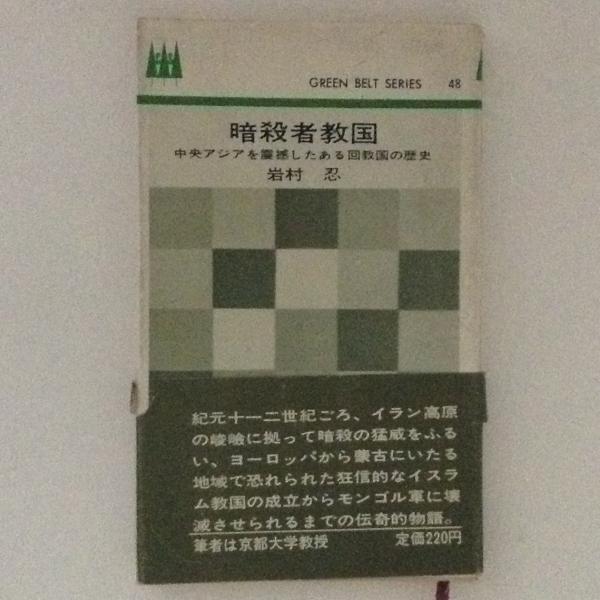 GREEN BELT SERIES 48
暗殺者教国
中央アジアを震撼したある回教国の歴史
岩村 忍
紀元十一二世紀ごろ、イラン高原
の峻嶮に拠って暗殺の猛威をふる
い、ヨーロッパから蒙古にいたる
地域で恐れられた狂信的なイスラ
ム教国の成立からモンゴル軍に壊
滅させられるまでの伝奇的物語。
筆者は京都大学教授 定価220円